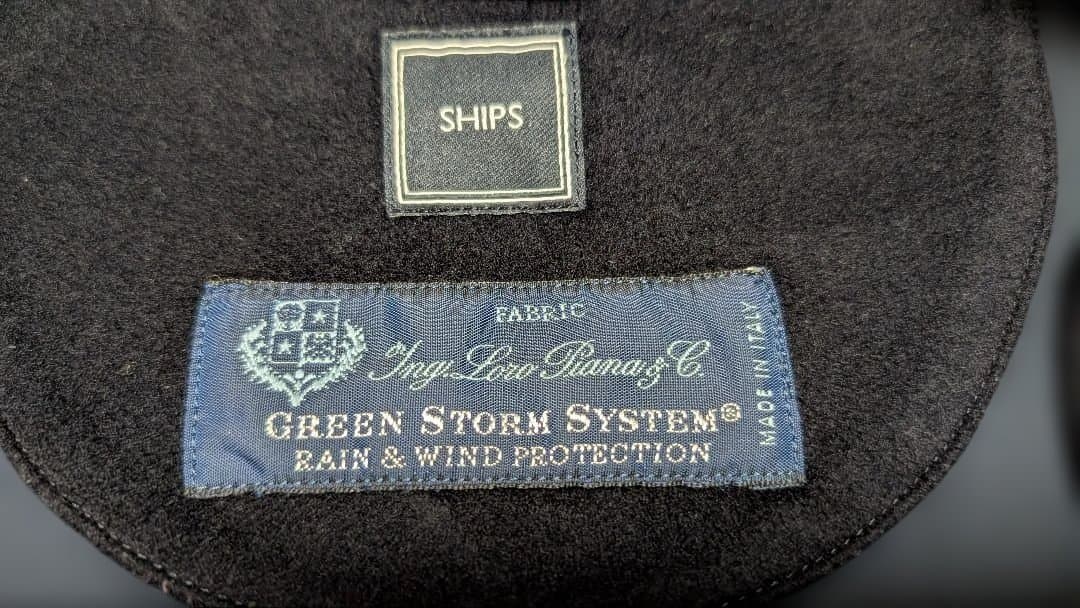 SHIPS
FABRIC
Ing. Loro Piana & C.
GREEN STORM SYSTEM®
RAIN & WIND PROTECTION
MADE IN ITALY